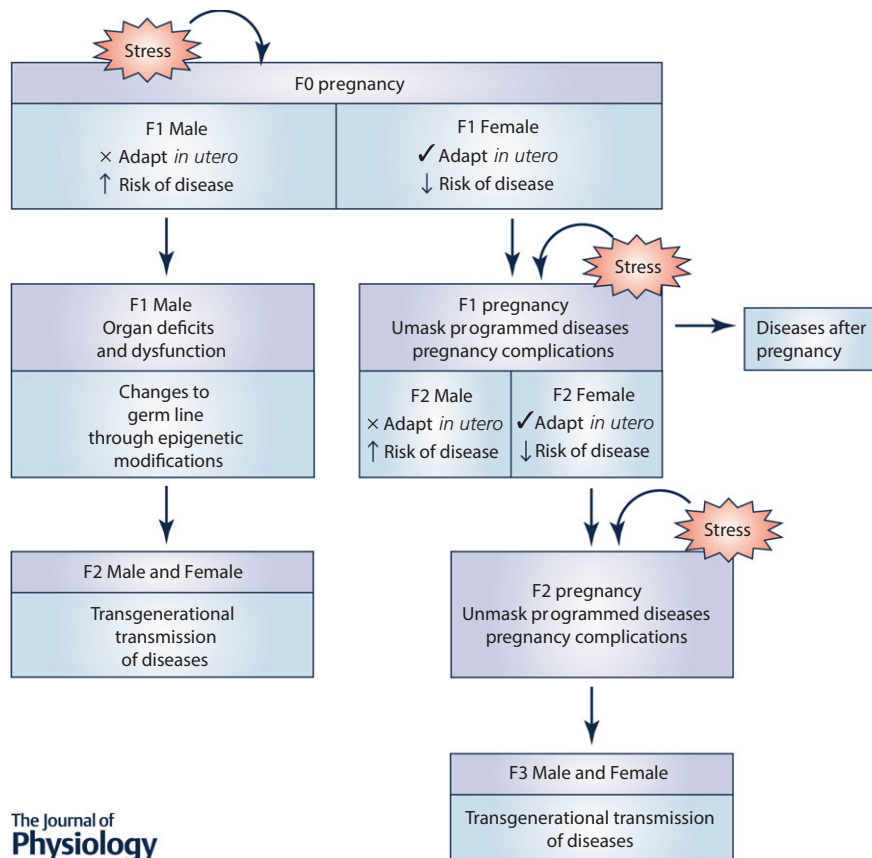 Stress
F0 pregnancy
F1 Male
× Adapt in utero
↑ Risk of disease
F1 Female
✓ Adapt in utero
↓ Risk of disease
Stress
F1 Male
Organ deficits
and dysfunction
Changes to
germ line
through epigenetic
modifications
F1 pregnancy
Umask programmed diseases
pregnancy complications
Diseases after
pregnancy
F2 Male
× Adapt in utero
↑ Risk of disease
F2 Female
✓ Adapt in utero
↓ Risk of disease
Stress
F2 Male and Female
Transgenerational
transmission
of diseases
F2 pregnancy
Unmask programmed diseases
pregnancy complications
F3 Male and Female
Transgenerational transmission
of diseases
The Journal of
Physiology